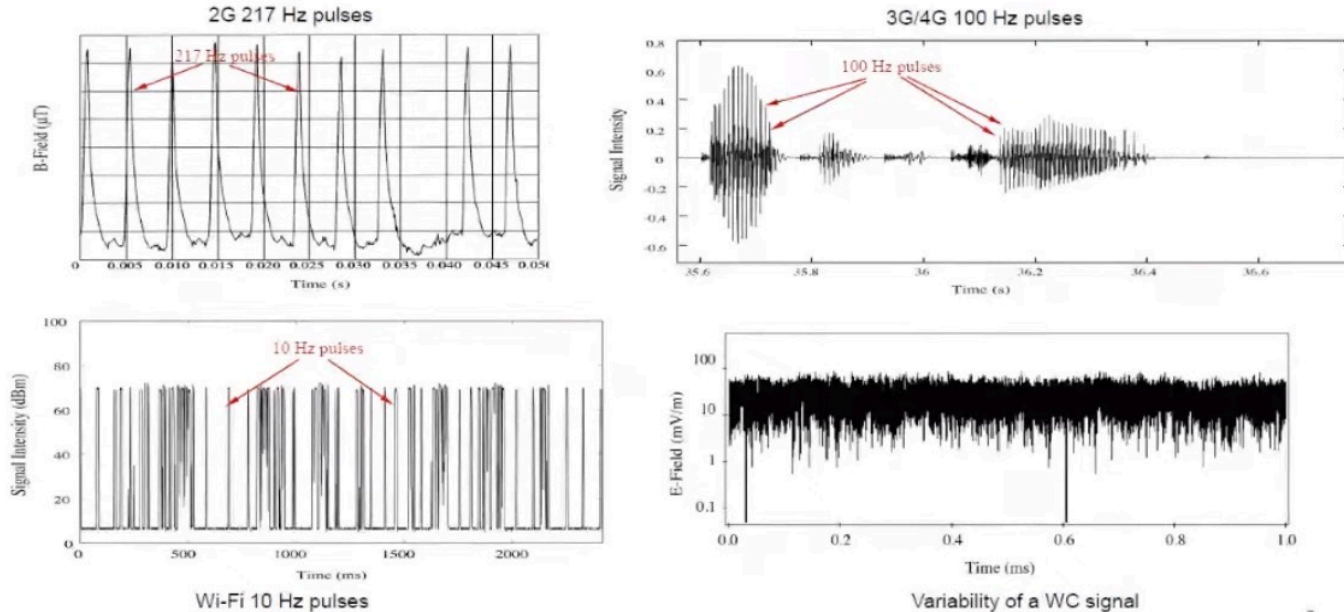 2G 217 Hz pulses
217 Hz pulses
B-Field (µT)
0 0.005 0.010 0.015 0.020 0.025 0.030 0.035 0.040 0.045 0.050
Time (s)
3G/4G 100 Hz pulses
0.8
100 Hz pulses
0.6
0.4
0.2
0
-0.2
-0.4
-0.6
Signal Intensity
35.6 35.8 36 36.2 36.4 36.6
Time (s)
100
80
10 Hz pulses
60
40
20
0
Signal Intensity (dBm)
0 500 1000 1500 2000
Time (ms)
Wi-Fi 10 Hz pulses
100
10
1
0.1
E-Field (mV/m)
0.0 0.2 0.4 0.6 0.8 1.0
Time (ms)
Variability of a WC signal